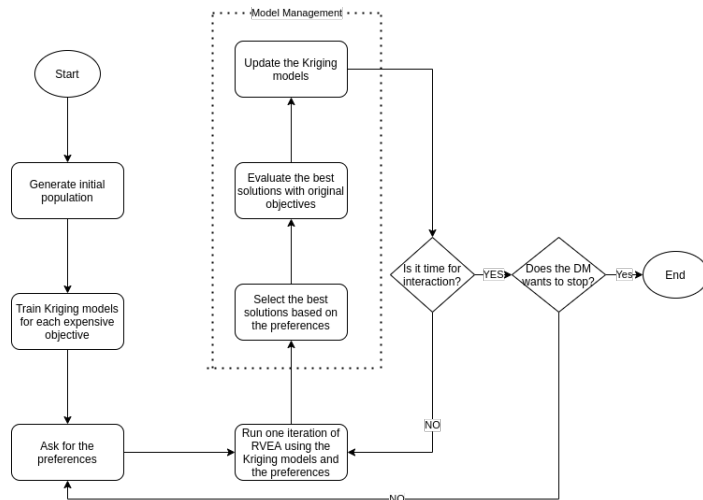 Model Management
Start
Generate initial
population
Train Kriging models
for each expensive
objective
Ask for the
preferences
Update the Kriging
models
Evaluate the best
solutions with original
objectives
Select the best
solutions based on
the preferences
Run one iteration of
RVEA using the
Kriging models and
the preferences
Is it time for
interaction?
YES
NO
Does the DM
wants to stop?
Yes
NO
End